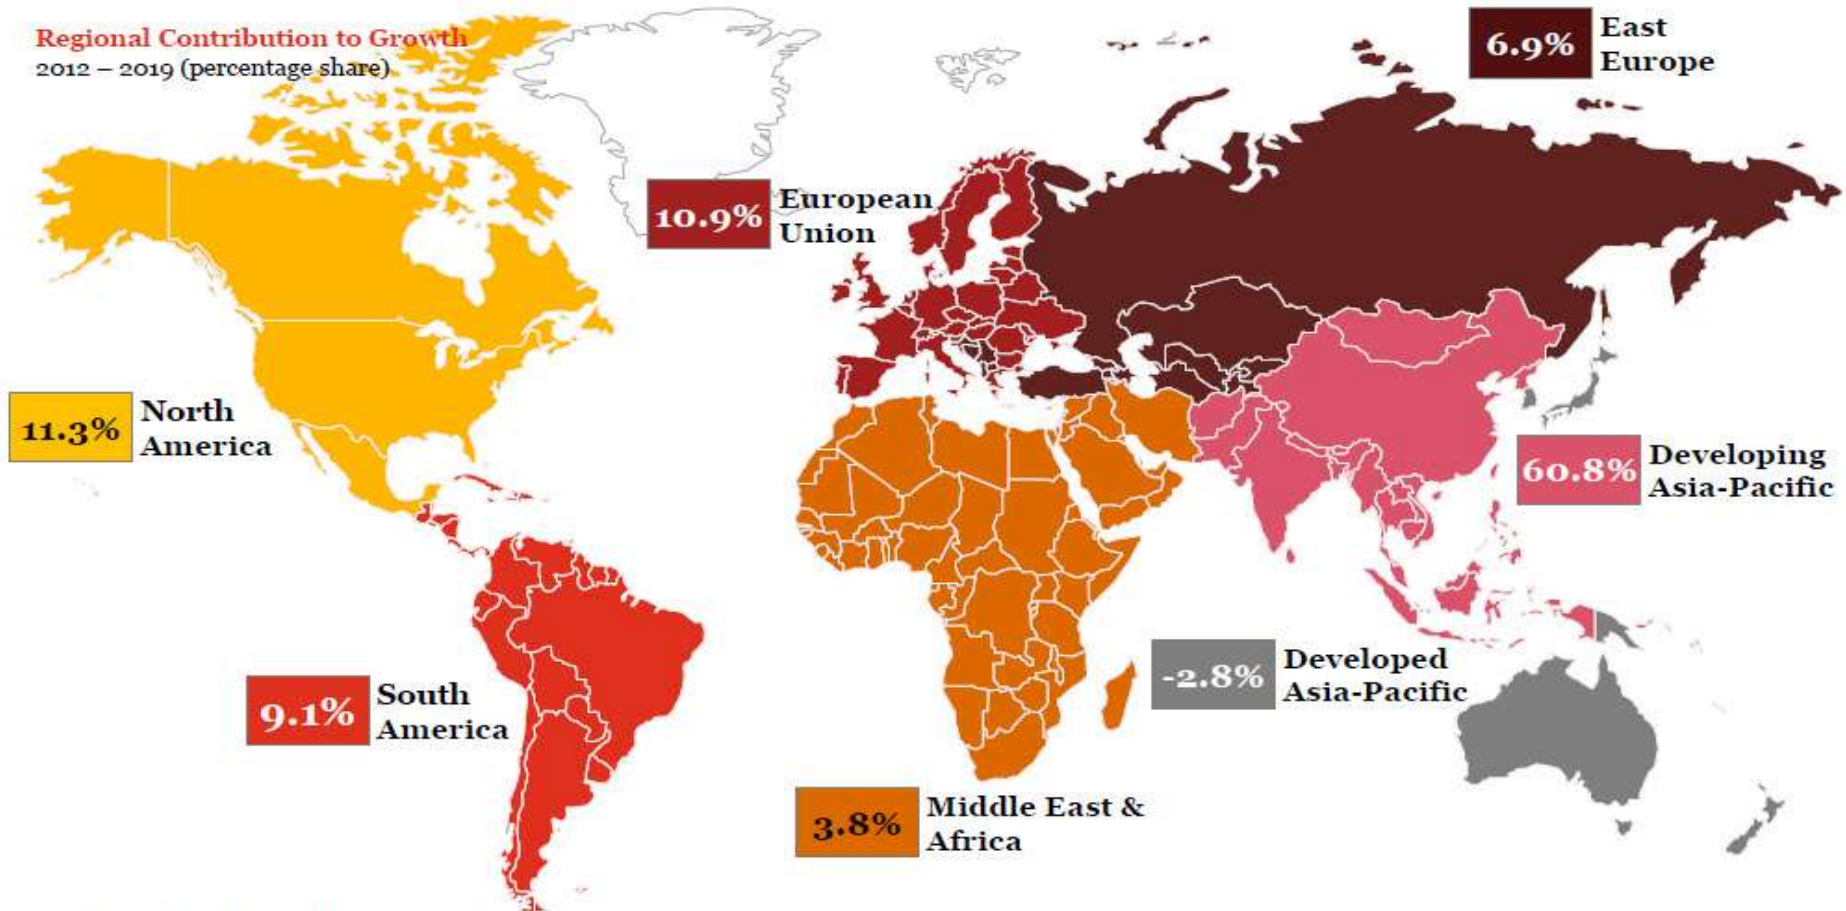 Regional Contribution to Growth
2012 – 2019 (percentage share)
6.9%
East
Europe
10.9%
European
Union
11.3%
North
America
60.8%
Developing
Asia-Pacific
-2.8%
Developed
Asia-Pacific
9.1%
South
America
3.8%
Middle East &
Africa